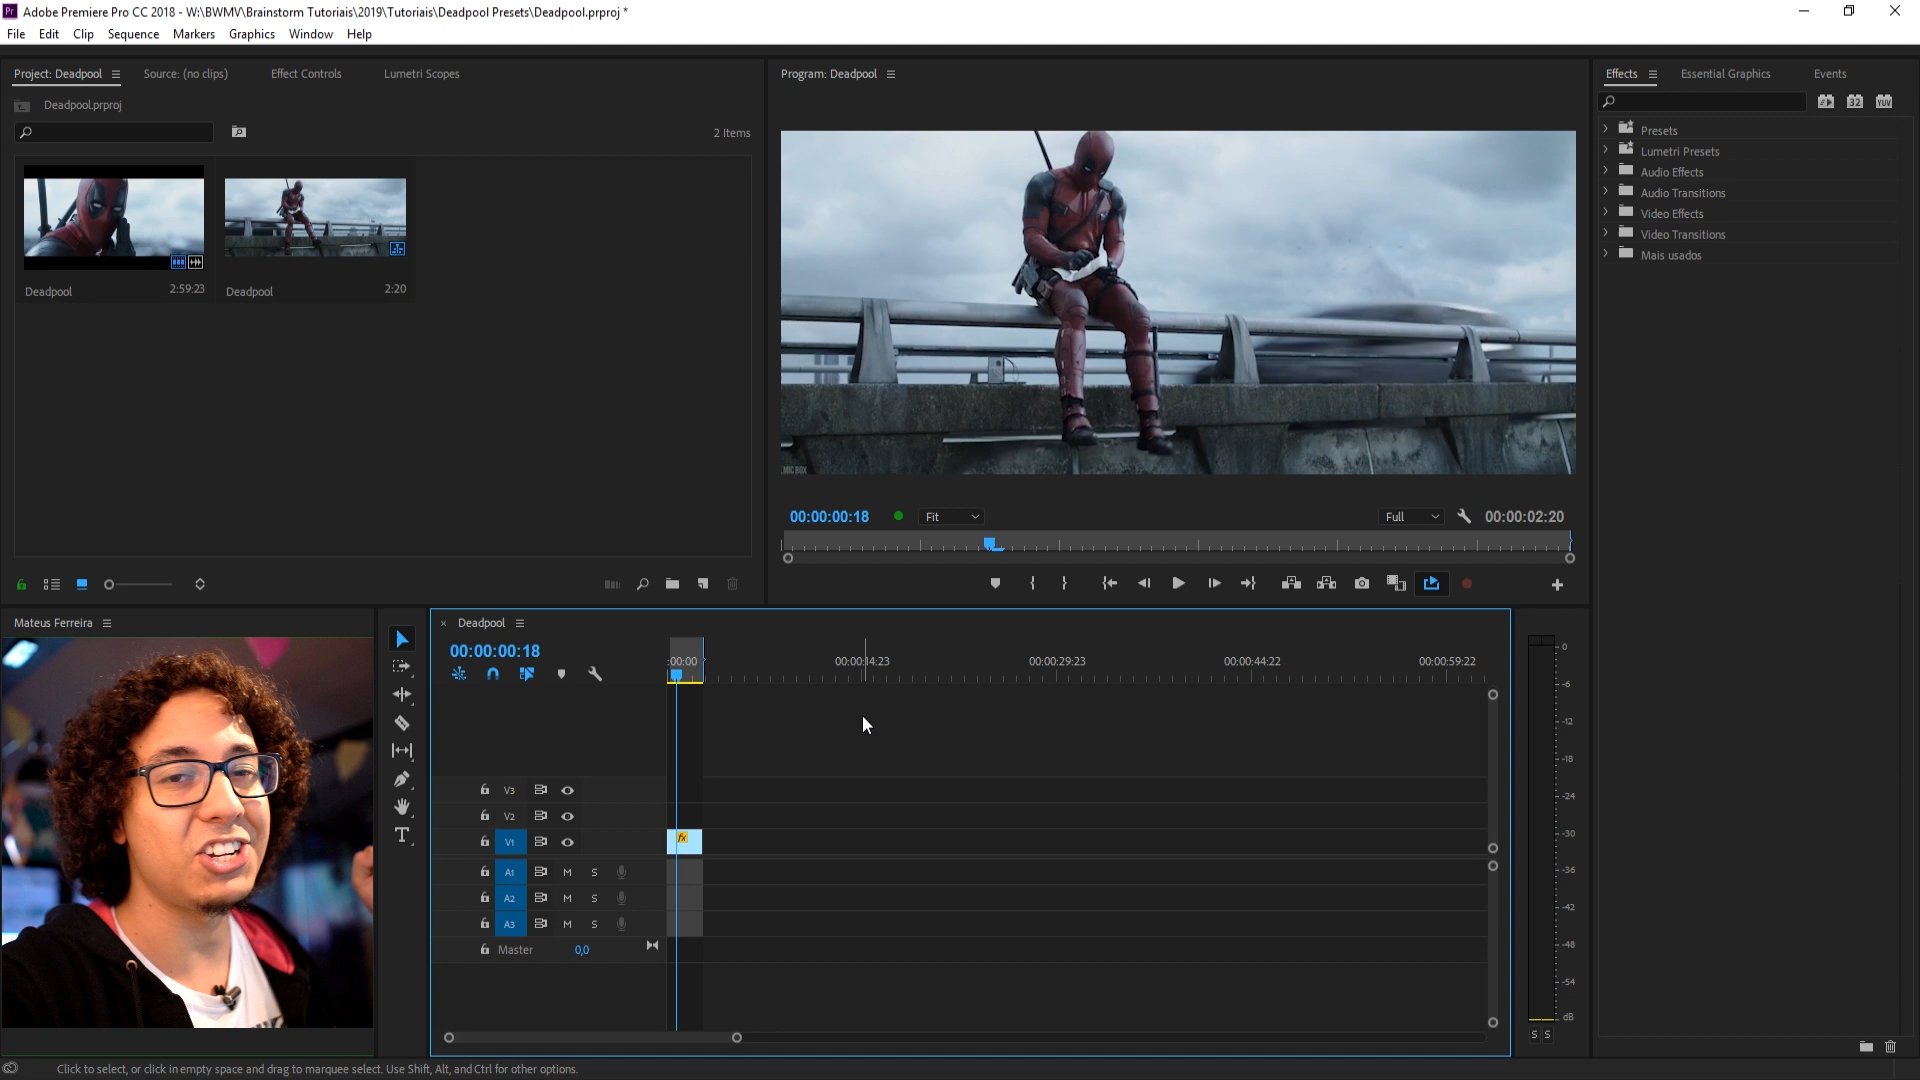 Pr Adobe Premiere Pro CC 2018 - W:\BWMV\Brainstorm Tutoriais\2019\Tutoriais\Deadpool Presets\Deadpool.prproj *
File Edit Clip Sequence Markers Graphics Window Help
Project: Deadpool Source: (no clips) Effect Controls Lumetri Scopes
Program: Deadpool
Effects Essential Graphics Events
Deadpool.prproj
32 YUV
2 Items
Presets
Lumetri Presets
Audio Effects
Audio Transitions
Video Effects
Video Transitions
Mais usados
Deadpool 2:59:23
Deadpool 2:20
00:00:00:18 Fit Full 00:00:02:20
Mateus Ferreira
× Deadpool
00:00:00:18
:00:00 00:00:14:23 00:00:29:23 00:00:44:22 00:00:59:22
V3
V2
V1 fx
A1 M S
A2 M S
A3 M S
Master 0,0
0
-6
-12
-18
-24
-30
-36
-42
-48
-54
dB
S S
Click to select, or click in empty space and drag to marquee select. Use Shift, Alt, and Ctrl for other options.